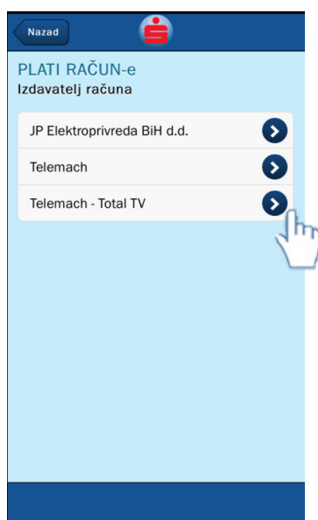 Nazad
PLATI RAČUN-e
Izdavatelj računa
JP Elektroprivreda BiH d.d.
Telemach
Telemach - Total TV